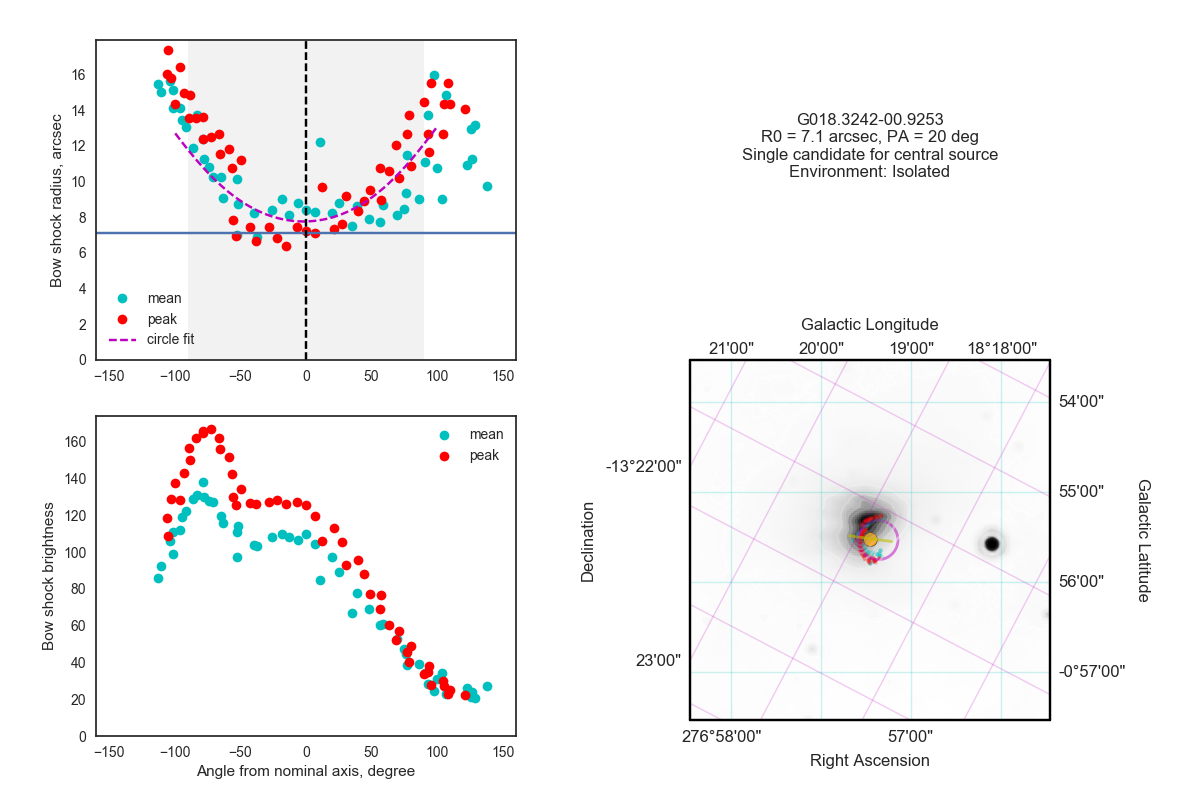 Bow shock radius, arcsec
16
14
12
10
8
6
4
2
0
mean
peak
circle fit
−150 −100 −50 0 50 100 150
G018.3242-00.9253
R0 = 7.1 arcsec, PA = 20 deg
Single candidate for central source
Environment: Isolated
Bow shock brightness
160
140
120
100
80
60
40
20
0
mean
peak
−150 −100 −50 0 50 100 150
Angle from nominal axis, degree
Galactic Longitude
21'00" 20'00" 19'00" 18°18'00"
54'00"
-13°22'00"
55'00"
Declination
Galactic Latitude
56'00"
23'00"
-0°57'00"
276°58'00" 57'00"
Right Ascension